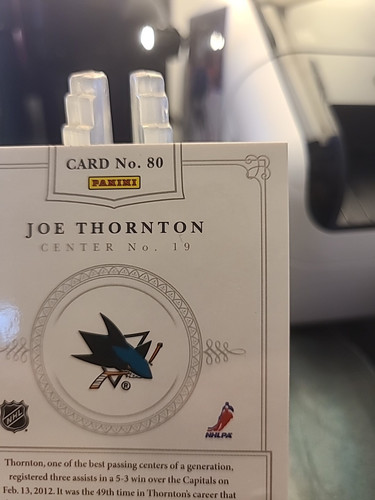 CARD No. 80
PANINI
JOE THORNTON
CENTER No. 19
®
NHL
NHLPA
Thornton, one of the best passing centers of a generation,
registered three assists in a 5-3 win over the Capitals on
Feb. 13, 2012. It was the 49th time in Thornton's career that